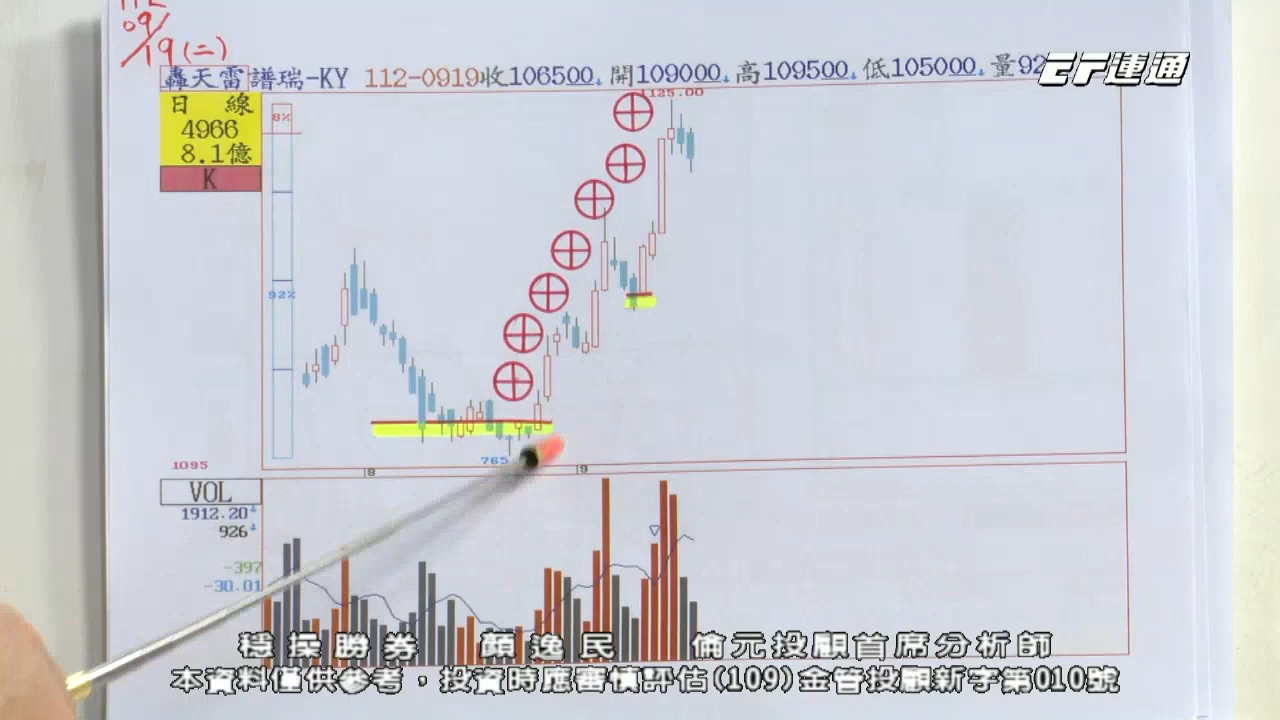 112
09/
19(二)
轟天雷譜瑞-KY 112-0919收106500↓開109000↓高109500↓低105000↓量92
CTF運通
日 線
4966
8.1億
K
8%
1125.00
92%
765
1095
8
9
VOL
1912.20↓
926↓
-397
-30.01
穩操勝券 顏逸民 倫元投顧首席分析師
本資料僅供參考，投資時應審慎評估(109)金管投顧新字第010號